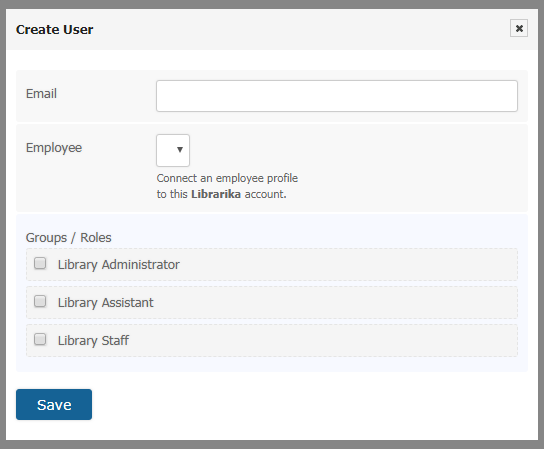 Create User
Email
Employee
Connect an employee profile
to this Librarika account.
Groups / Roles
Library Administrator
Library Assistant
Library Staff
Save